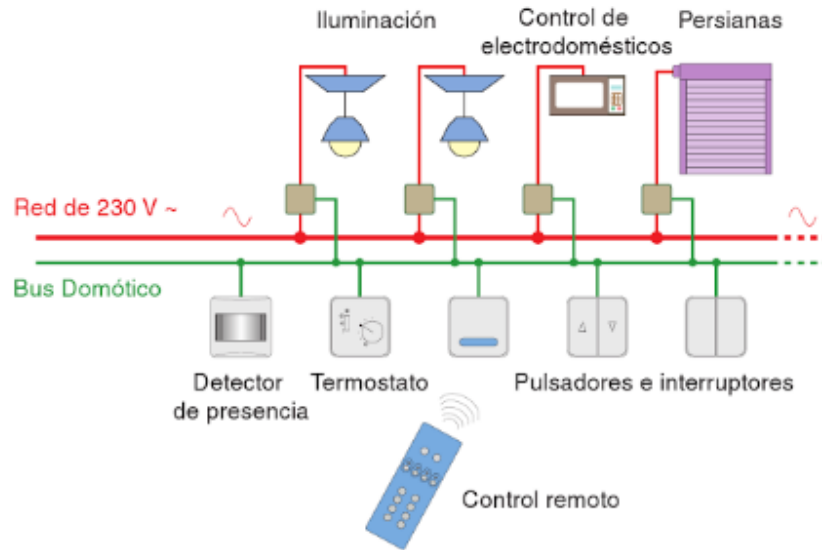 Iluminación
Control de
electrodomésticos
Persianas
Red de 230 V ~
Bus Domótico
Detector
de presencia
Termostato
Pulsadores e interruptores
Control remoto